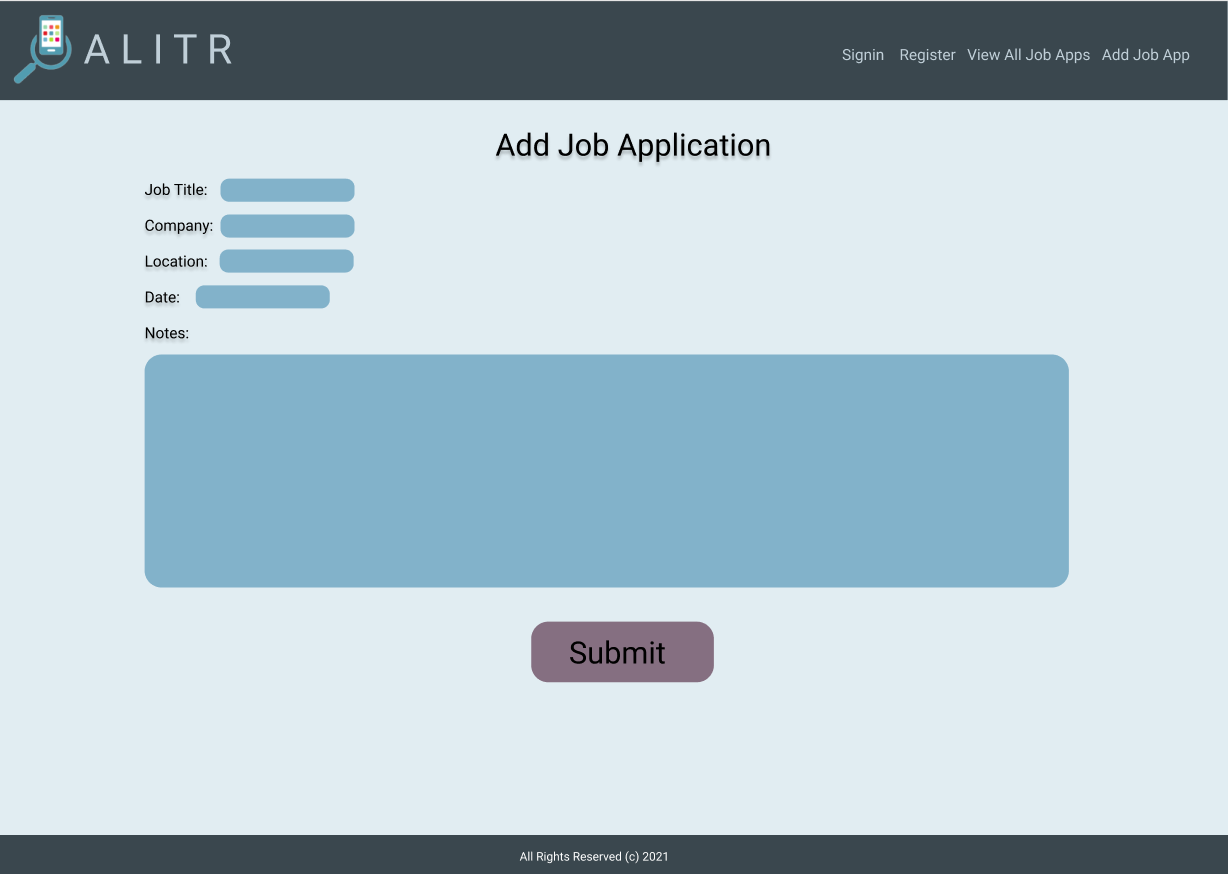 ALITR
Signin Register View All Job Apps Add Job App
Add Job Application
Job Title:
Company:
Location:
Date:
Notes:
Submit
All Rights Reserved (c) 2021